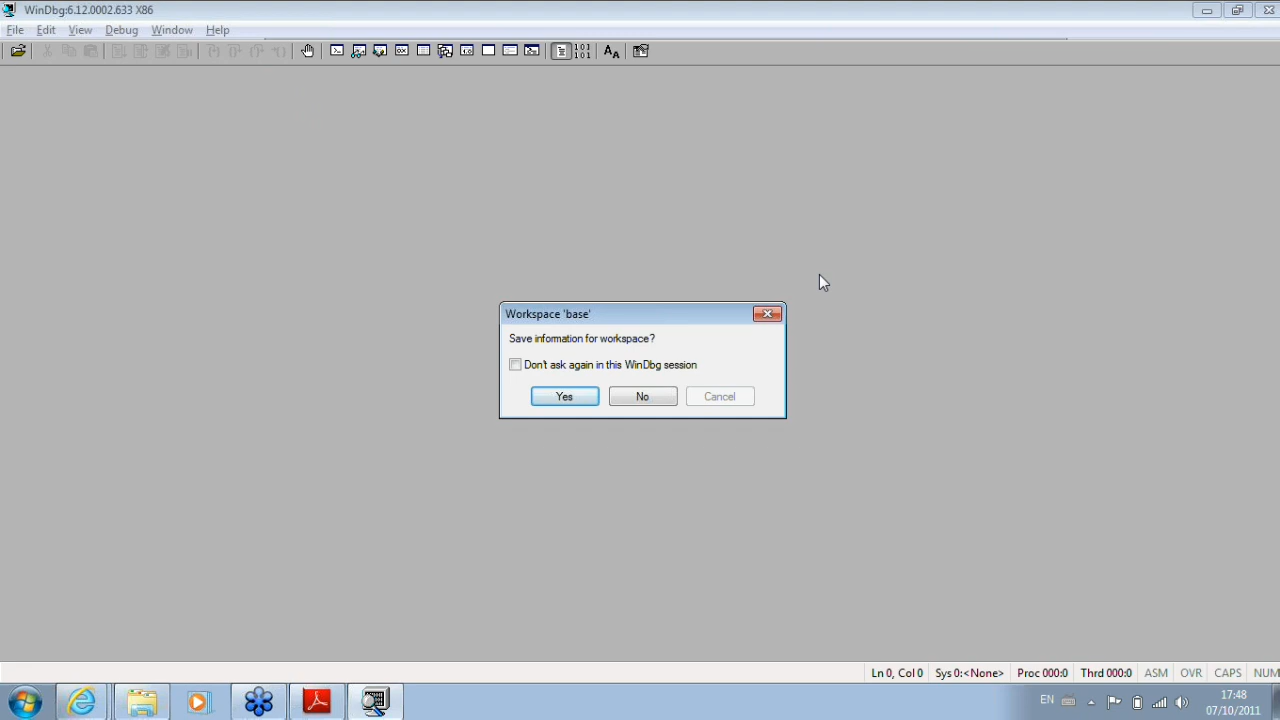 WinDbg:6.12.0002.633 X86
File Edit View Debug Window Help
Workspace 'base'
Save information for workspace?
Don't ask again in this WinDbg session
Yes No Cancel
Ln 0, Col 0 Sys 0:<None> Proc 000:0 Thrd 000:0 ASM OVR CAPS NUM
EN 17:48
07/10/2011